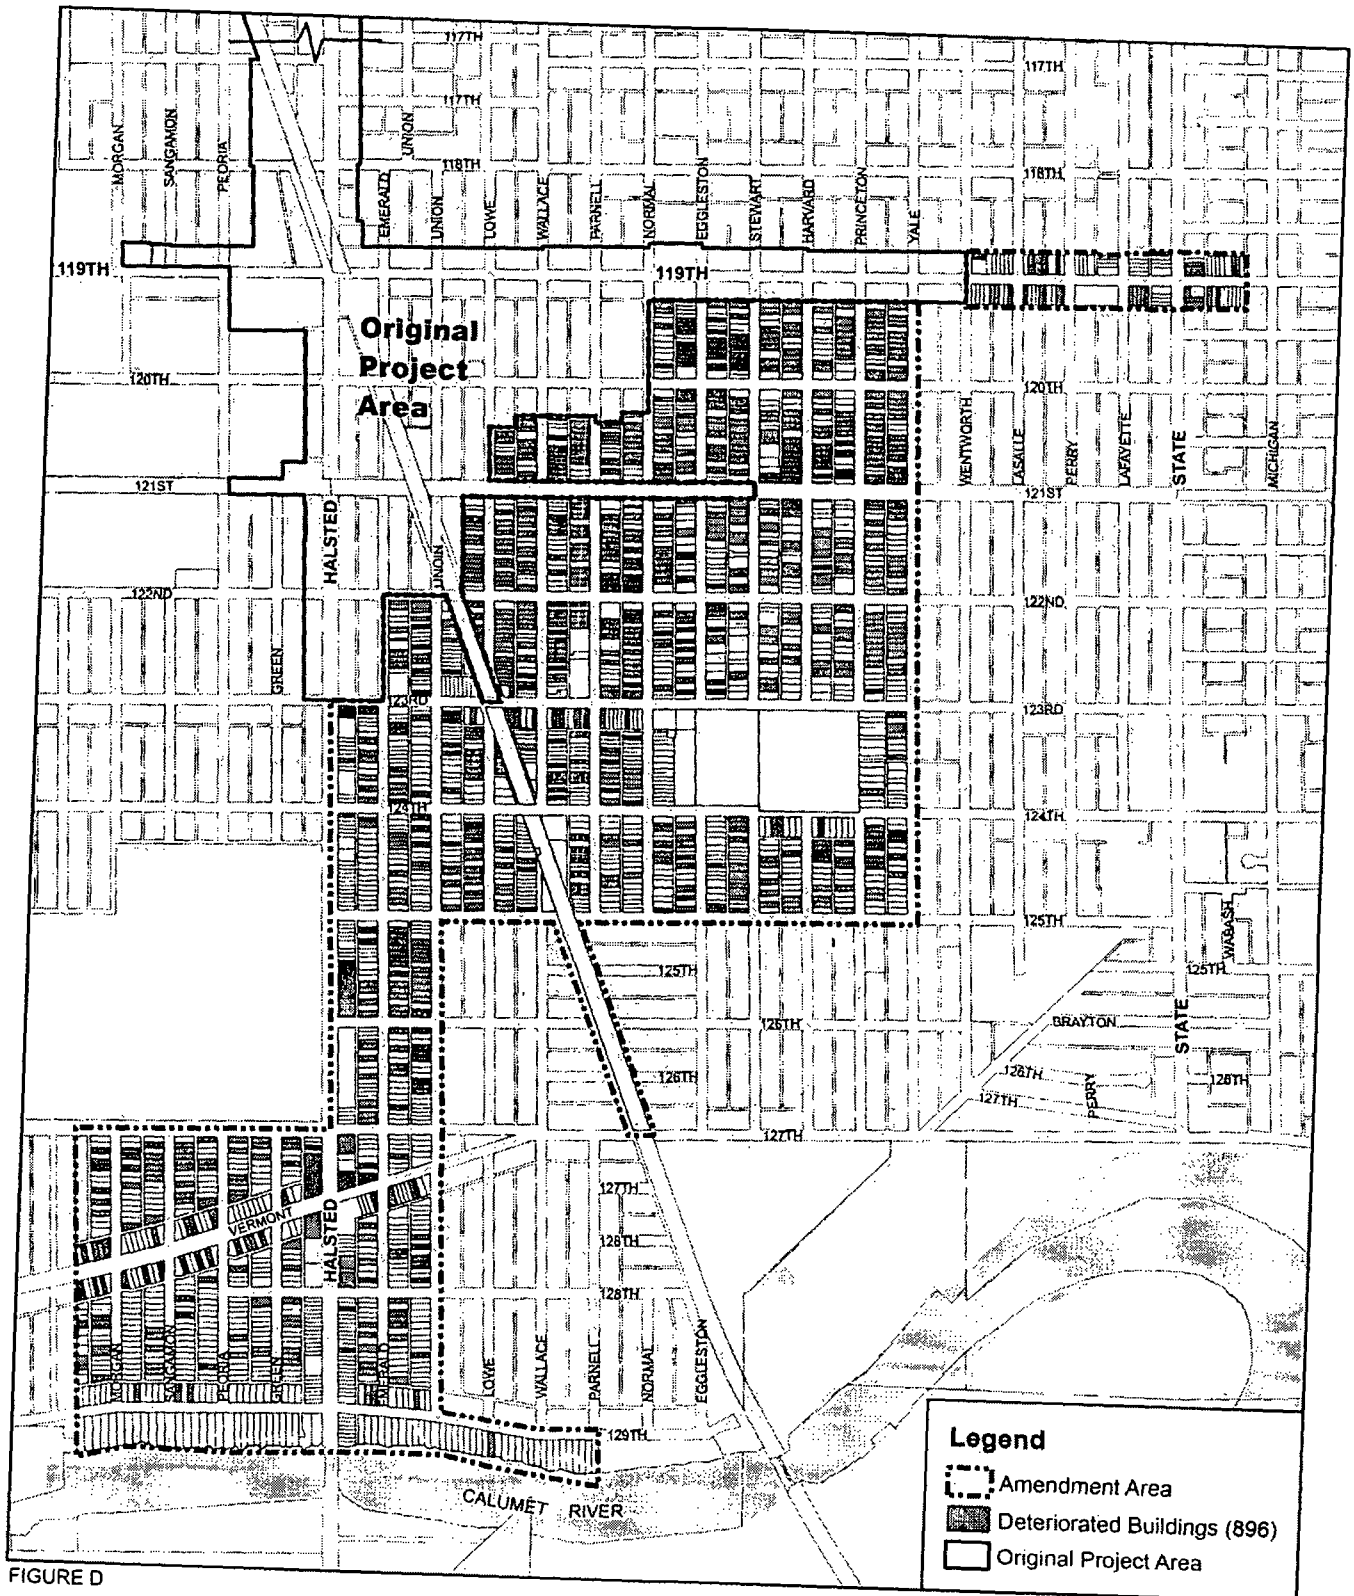 117TH
117TH
117TH
MORGAN
SANGAMON
PEORIA
UNION
118TH
118TH
EMERALD
UNION
LOWE
WALLACE
PARNELL
NORMAL
EGGLESTON
STEWART
HARVARD
PRINCETON
YALE
119TH
119TH
Original
Project
Area
120TH
120TH
WENTWORTH
LASALLE
PERRY
LAFAYETTE
STATE
MICHIGAN
121ST
121ST
HALSTED
UNOIN
122ND
122ND
GREEN
123RD
123RD
124TH
124TH
125TH
WABASH
125TH
125TH
126TH
BRAYTON
STATE
126TH
126TH
126TH
PERRY
127TH
127TH
127TH
VERMONT
HALSTED
128TH
128TH
MORGAN
SANGAMON
PEORIA
GREEN
EMERALD
LOWE
WALLACE
PARNELL
NORMAL
EGGLESTON
129TH
CALUMET RIVER
Legend
Amendment Area
Deteriorated Buildings (896)
Original Project Area
FIGURE D